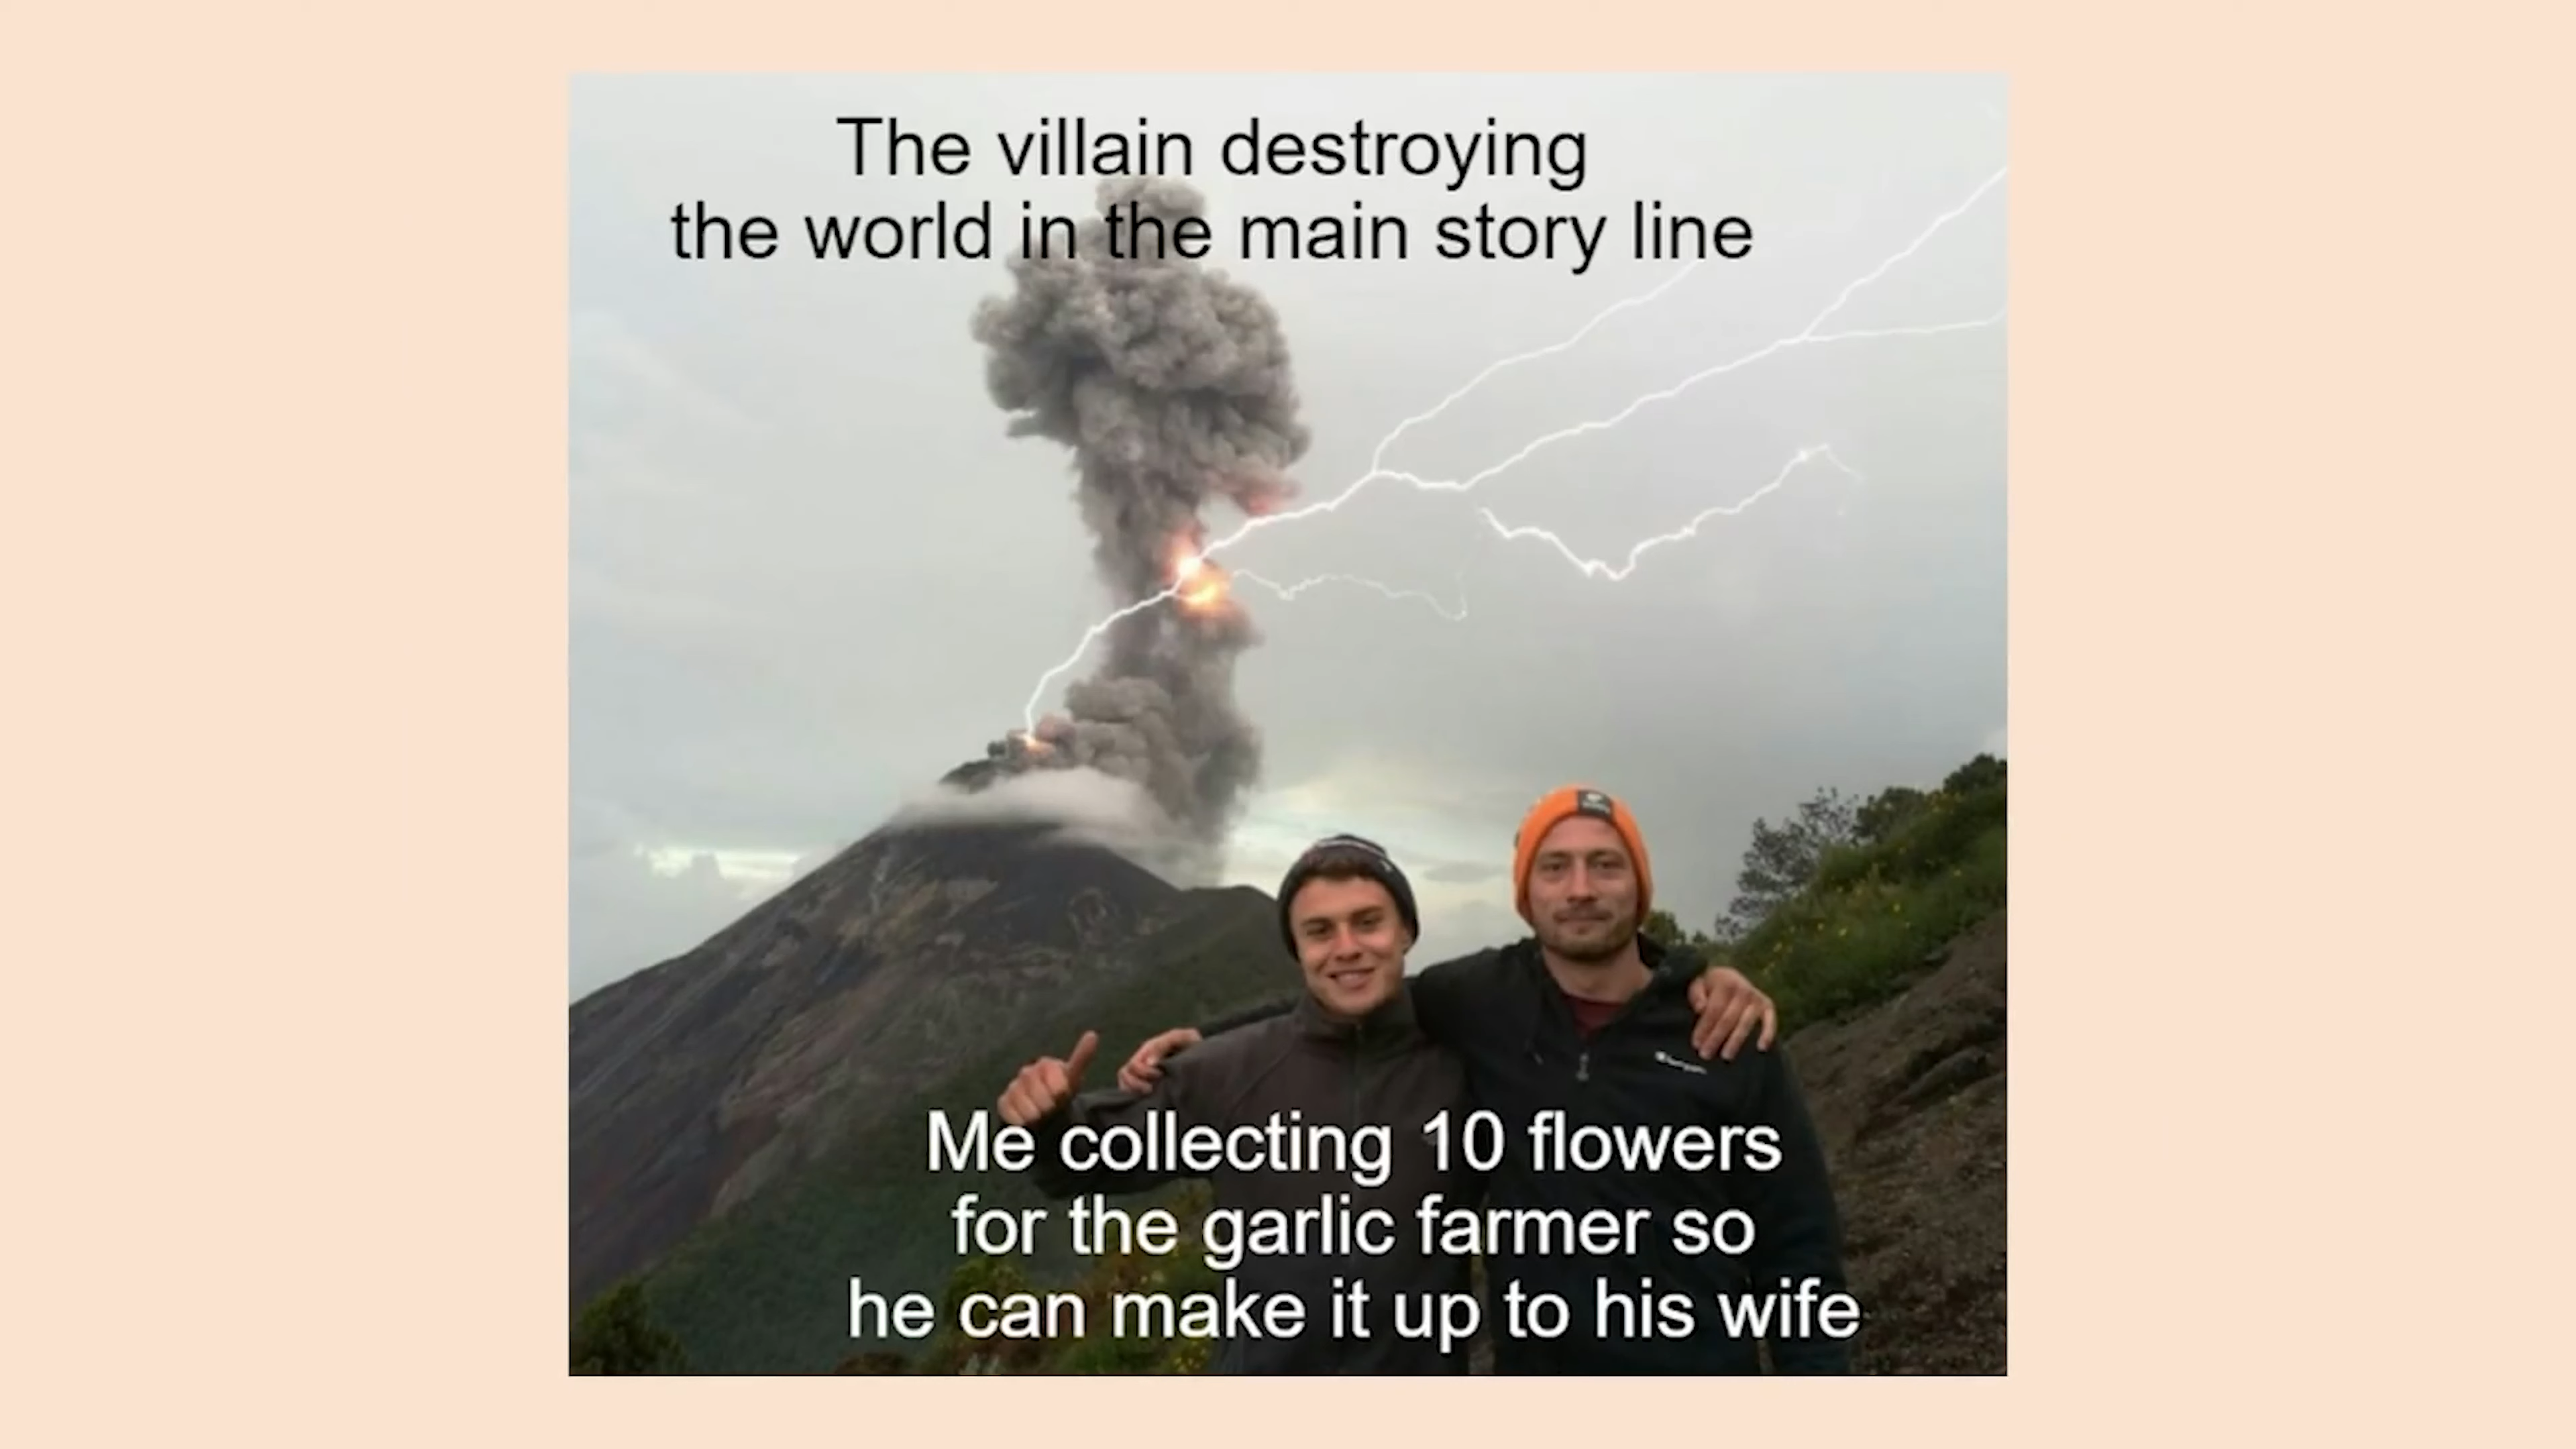 The villain destroying
the world in the main story line
Me collecting 10 flowers
for the garlic farmer so
he can make it up to his wife